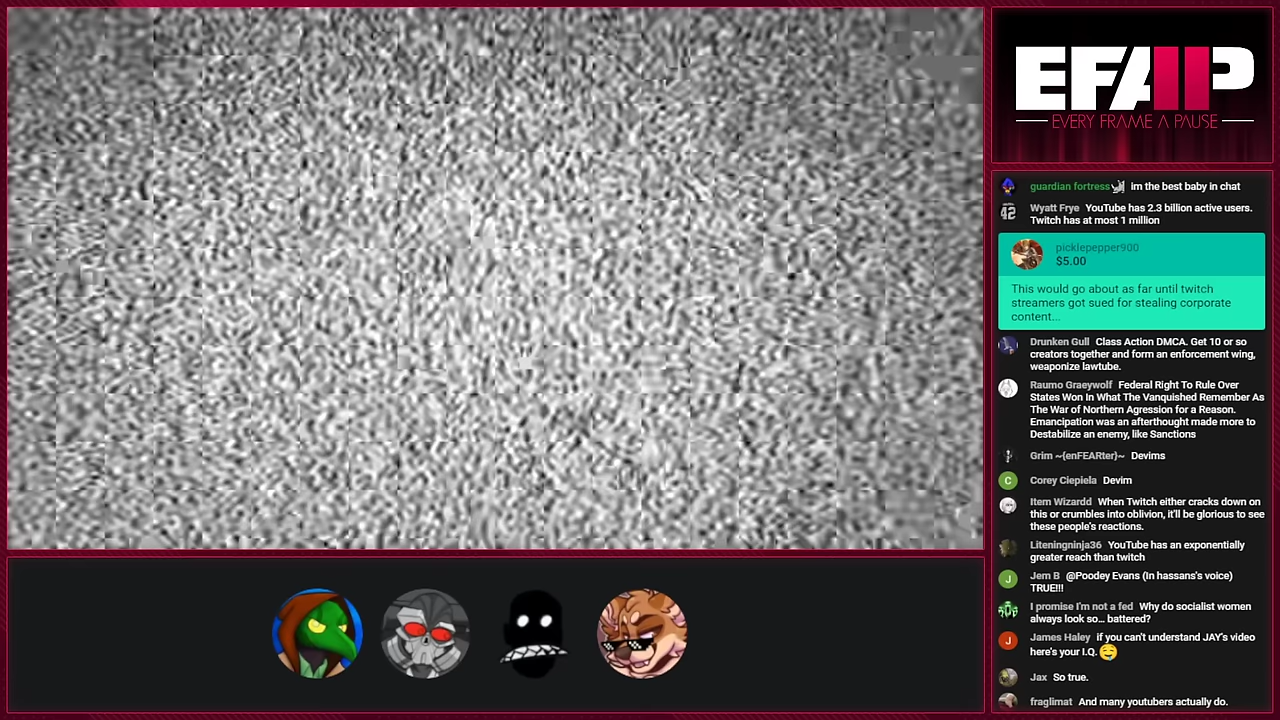 EFAP
EVERY FRAME A PAUSE
guardian fortress im the best baby in chat
Wyatt Frye YouTube has 2.3 billion active users.
Twitch has at most 1 million
picklepepper900
$5.00
This would go about as far until twitch
streamers got sued for stealing corporate
content...
Drunken Gull Class Action DMCA. Get 10 or so
creators together and form an enforcement wing,
weaponize lawtube.
Raumo Graeywolf Federal Right To Rule Over
States Won In What The Vanquished Remember As
The War of Northern Agression for a Reason.
Emancipation was an afterthought made more to
Destabilize an enemy, like Sanctions
Grim ~{enFEARter}~ Devims
C
Corey Ciepiela Devim
Item Wizardd When Twitch either cracks down on
this or crumbles into oblivion, it'll be glorious to see
these people's reactions.
Liteningninja36 YouTube has an exponentially
greater reach than twitch
J
Jem B @Poodey Evans (In hassans's voice)
TRUE!!!
I promise I'm not a fed Why do socialist women
always look so... battered?
J
James Haley if you can't understand JAY's video
here's your I.Q. 🤤
Jax So true.
fraglimat And many youtubers actually do.